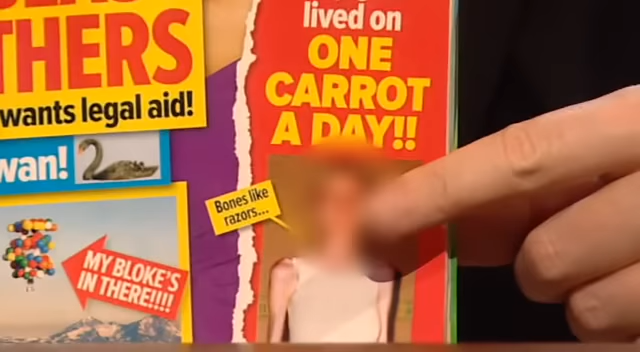 THERS
wants legal aid!
wan!
MY BLOKE'S
IN THERE!!!!
lived on
ONE
CARROT
A DAY!!
Bones like
razors...